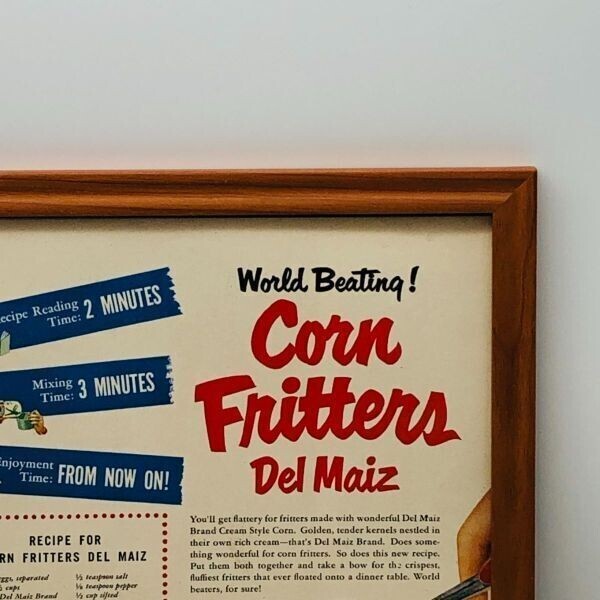 World Beating!
Corn
Fritters
Del Maiz
ecipe Reading
Time: 2 MINUTES
Mixing
Time: 3 MINUTES
njoyment
Time: FROM NOW ON!
You'll get flattery for fritters made with wonderful Del Maiz
Brand Cream Style Corn. Golden, tender kernels nestled in
their own rich cream—that's Del Maiz Brand. Does some-
thing wonderful for corn fritters. So does this new recipe.
Put them both together and take a bow for the crispest,
fluffiest fritters that ever floated onto a dinner table. World
beaters, for sure!
RECIPE FOR
RN FRITTERS DEL MAIZ
eggs, separated
½ cups
Del Maiz Brand
½ teaspoon salt
⅛ teaspoon pepper
½ cup sifted